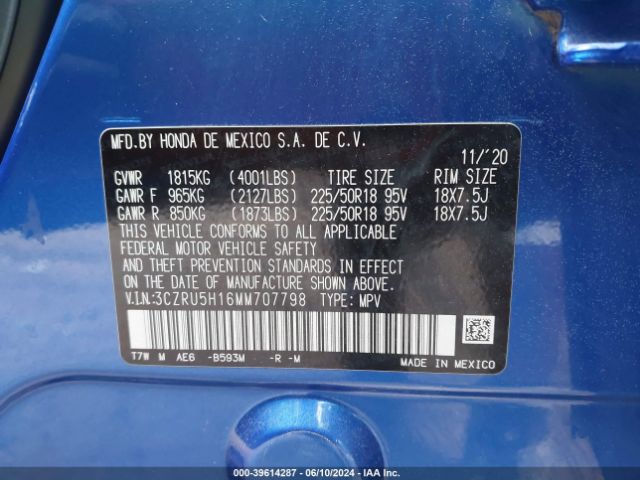 MFD.BY HONDA DE MEXICO S.A. DE C.V.
11/'20
GVWR 1815KG (4001LBS) TIRE SIZE RIM SIZE
GAWR F 965KG (2127LBS) 225/50R18 95V 18X7.5J
GAWR R 850KG (1873LBS) 225/50R18 95V 18X7.5J
THIS VEHICLE CONFORMS TO ALL APPLICABLE
FEDERAL MOTOR VEHICLE SAFETY
AND THEFT PREVENTION STANDARDS IN EFFECT
ON THE DATE OF MANUFACTURE SHOWN ABOVE.
V.I.N:3CZRU5H16MM707798 TYPE: MPV
T7W M AE6 -B593M -R -M
MADE IN MEXICO
000-39614287 - 06/10/2024 - IAA Inc.